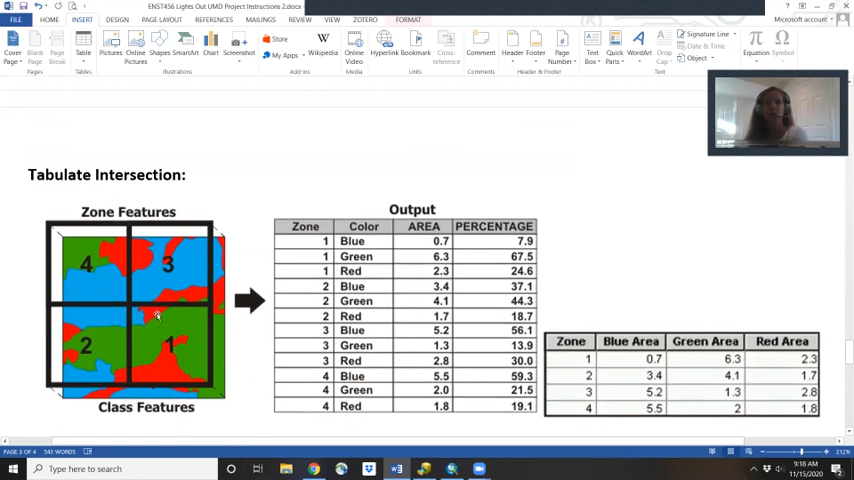 ENST456 Lights Out UMD Project Instructions 2.docx -
FILE HOME INSERT DESIGN PAGE LAYOUT REFERENCES MAILINGS REVIEW VIEW ZOTERO FORMAT Microsoft account
Cover Page Blank Page Page Break Table Pictures Online Pictures Shapes SmartArt Chart Store My Apps Wikipedia Online Video Hyperlink Bookmark Cross-reference Comment Header Footer Page Number Text Box Quick Parts WordArt Drop Cap Signature Line Date & Time Object Equation Symbol
Pages Tables Illustrations Add-ins Media Links Comments Header & Footer Text Symbols
Tabulate Intersection:
Zone Features
4 3
2 1
Class Features
Output
Zone Color AREA PERCENTAGE
1 Blue 0.7 7.9
1 Green 6.3 67.5
1 Red 2.3 24.6
2 Blue 3.4 37.1
2 Green 4.1 44.3
2 Red 1.7 18.7
3 Blue 5.2 56.1
3 Green 1.3 13.9
3 Red 2.8 30.0
4 Blue 5.5 59.3
4 Green 2.0 21.5
4 Red 1.8 19.1
Zone Blue Area Green Area Red Area
1 0.7 6.3 2.3
2 3.4 4.1 1.7
3 5.2 1.3 2.8
4 5.5 2 1.8
PAGE 3 OF 4 543 WORDS 212%
Type here to search
9:18 AM
11/15/2020